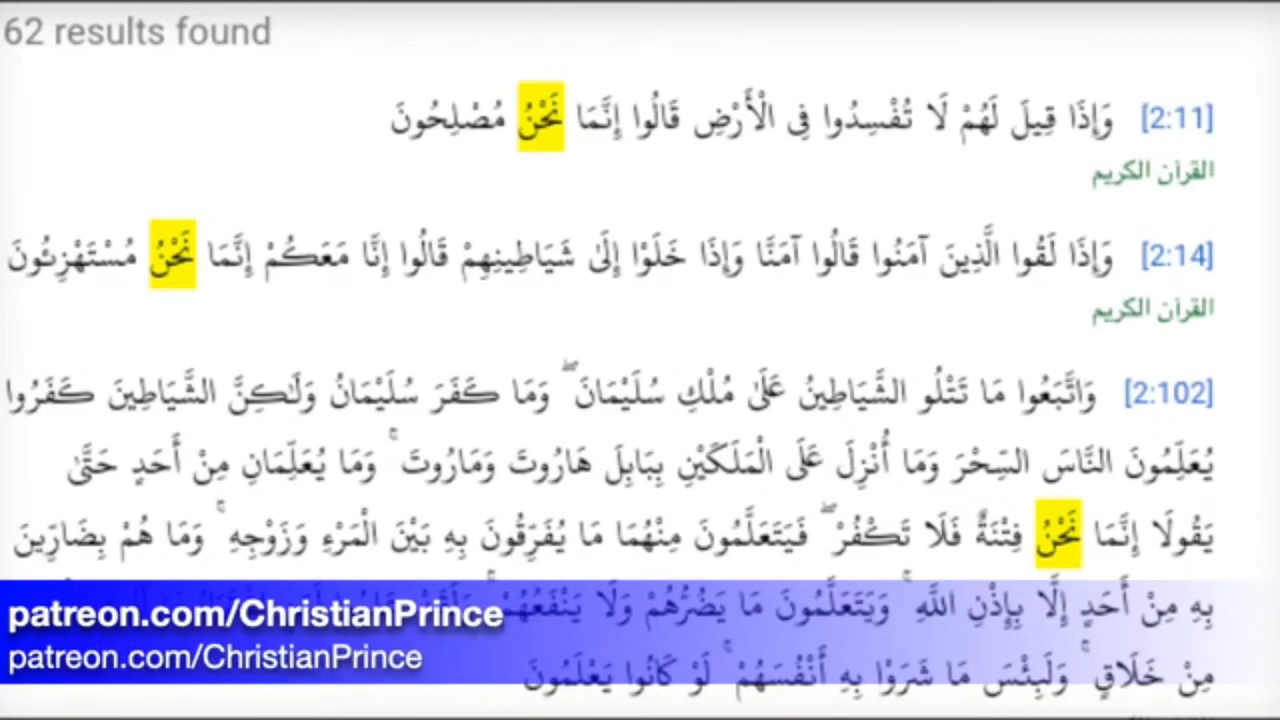 62 results found
[2:11] وَإِذَا قِيلَ لَهُمْ لَا تُفْسِدُوا فِي الْأَرْضِ قَالُوا إِنَّمَا نَحْنُ مُصْلِحُونَ
القرآن الكريم
[2:14] وَإِذَا لَقُوا الَّذِينَ آمَنُوا قَالُوا آمَنَّا وَإِذَا خَلَوْا إِلَىٰ شَيَاطِينِهِمْ قَالُوا إِنَّا مَعَكُمْ إِنَّمَا نَحْنُ مُسْتَهْزِئُونَ
القرآن الكريم
[2:102] وَاتَّبَعُوا مَا تَتْلُو الشَّيَاطِينُ عَلَىٰ مُلْكِ سُلَيْمَانَ ۖ وَمَا كَفَرَ سُلَيْمَانُ وَلَٰكِنَّ الشَّيَاطِينَ كَفَرُوا
يُعَلِّمُونَ النَّاسَ السِّحْرَ وَمَا أُنْزِلَ عَلَى الْمَلَكَيْنِ بِبَابِلَ هَارُوتَ وَمَارُوتَ ۚ وَمَا يُعَلِّمَانِ مِنْ أَحَدٍ حَتَّىٰ
يَقُولَا إِنَّمَا نَحْنُ فِتْنَةٌ فَلَا تَكْفُرْ ۖ فَيَتَعَلَّمُونَ مِنْهُمَا مَا يُفَرِّقُونَ بِهِ بَيْنَ الْمَرْءِ وَزَوْجِهِ ۚ وَمَا هُمْ بِضَارِّينَ
بِهِ مِنْ أَحَدٍ إِلَّا بِإِذْنِ اللَّهِ ۚ وَيَتَعَلَّمُونَ مَا يَضُرُّهُمْ وَلَا يَنْفَعُهُمْ
patreon.com/ChristianPrince
patreon.com/ChristianPrince
مِنْ خَلَاقٍ ۚ وَلَبِئْسَ مَا شَرَوْا بِهِ أَنْفُسَهُمْ ۚ لَوْ كَانُوا يَعْلَمُونَ